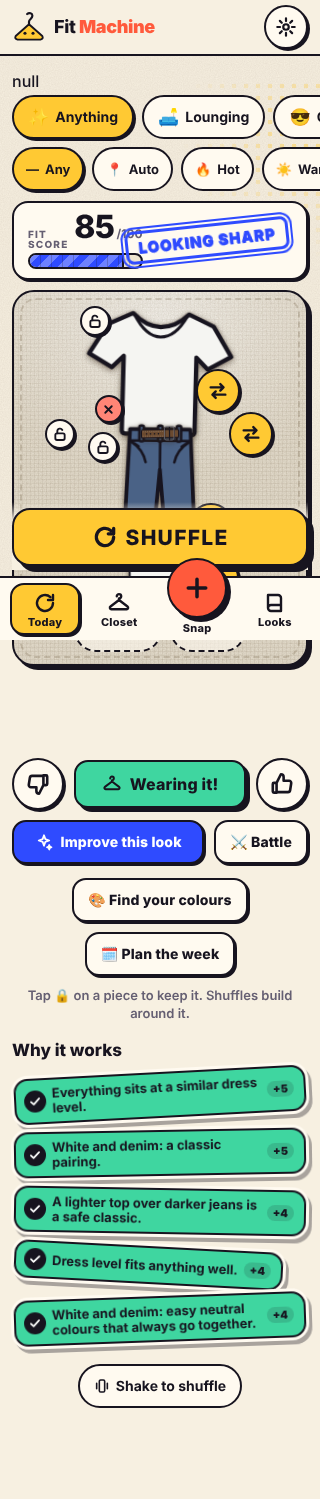 Fit Machine
null
Anything
Lounging
— Any
Auto
Hot
FIT SCORE
85
LOOKING SHARP
SHUFFLE
Today
Closet
Snap
Looks
Wearing it!
Improve this look
Battle
Find your colours
Plan the week
Tap 🔒 on a piece to keep it. Shuffles build
around it.
Why it works
Everything sits at a similar dress
level.
+5
White and denim: a classic
pairing.
+5
A lighter top over darker jeans is
a safe classic.
+4
Dress level fits anything well.
+4
White and denim: easy neutral
colours that always go together.
+4
Shake to shuffle